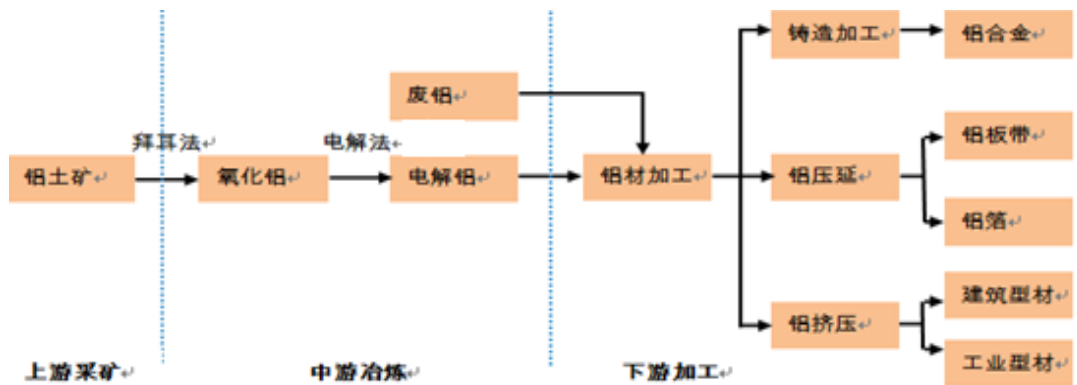 铸造加工
铝合金
废铝
拜耳法
电解法
铝板带
铝土矿
氧化铝
电解铝
铝材加工
铝压延
铝箔
建筑型材
铝挤压
工业型材
上游采矿
中游冶炼
下游加工